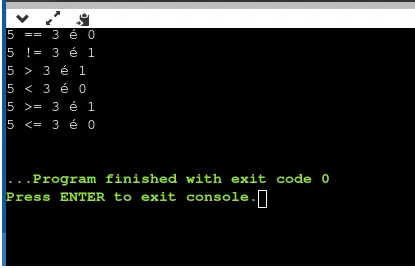 5 == 3 é 0
5 != 3 é 1
5 > 3 é 1
5 < 3 é 0
5 >= 3 é 1
5 <= 3 é 0
...Program finished with exit code 0
Press ENTER to exit console.